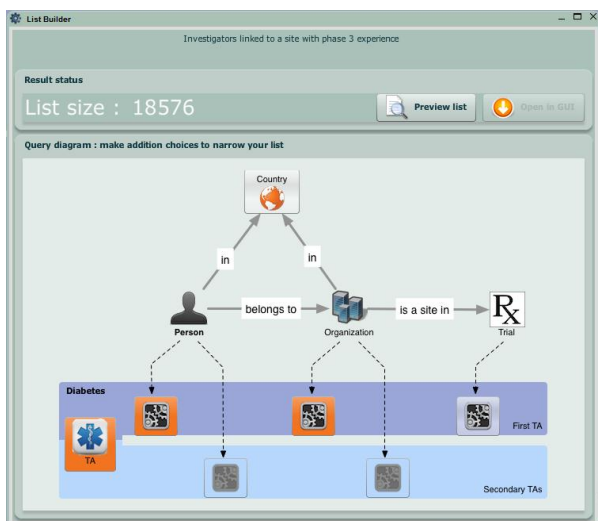 List Builder
Investigators linked to a site with phase 3 experience
Result status
List size : 18576
Preview list
Open in GUI
Query diagram : make addition choices to narrow your list
Country
in
in
belongs to
is a site in
Rx
Person
Organization
Trial
Diabetes
First TA
TA
Secondary TAs